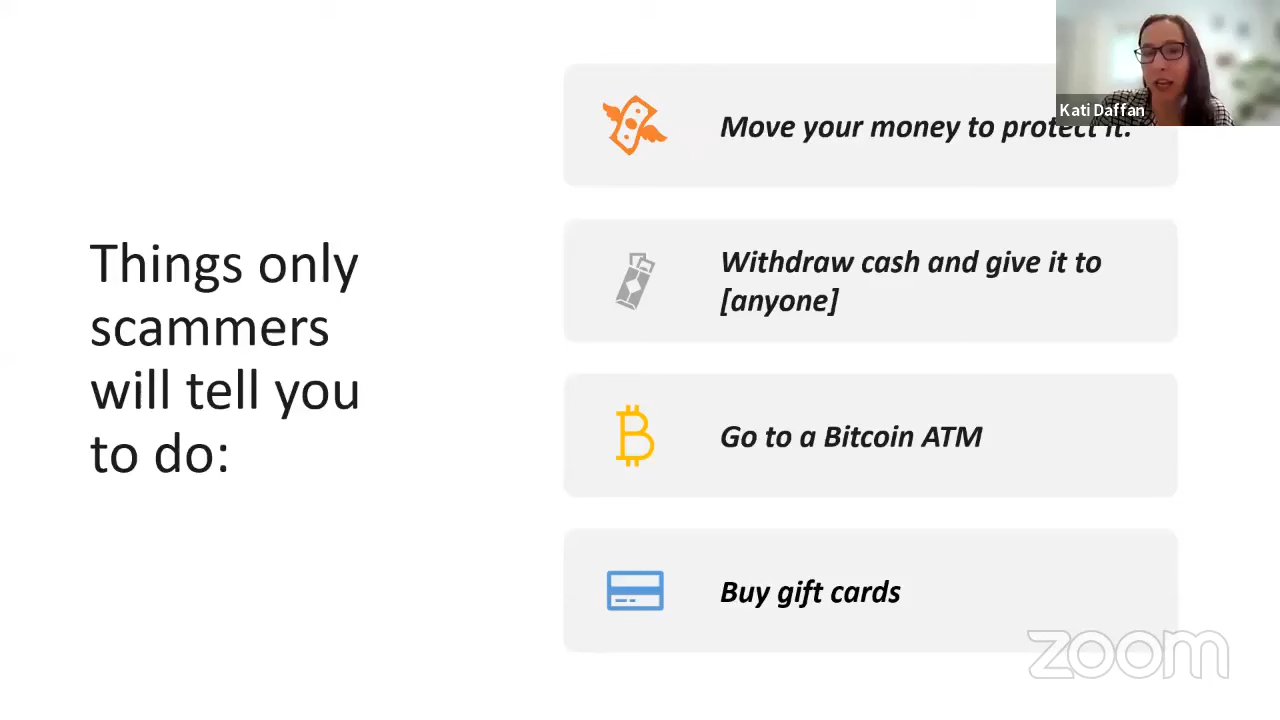 Things only
scammers
will tell you
to do:
Move your money to protect it.
Withdraw cash and give it to
[anyone]
Go to a Bitcoin ATM
Buy gift cards
Kati Daffan
zoom